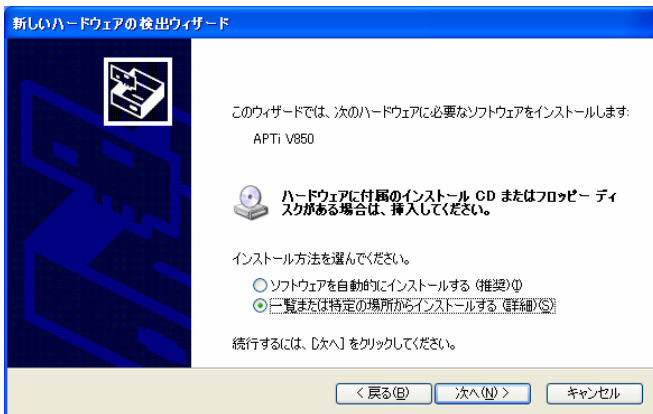 新しいハードウェアの検出ウィザード
このウィザードでは、次のハードウェアに必要なソフトウェアをインストールします:
APTi V850
ハードウェアに付属のインストール CD またはフロッピー ディ
スクがある場合は、挿入してください。
インストール方法を選んでください。
ソフトウェアを自動的にインストールする (推奨)(I)
一覧または特定の場所からインストールする (詳細)(S)
続行するには、[次へ] をクリックしてください。
< 戻る(B) 次へ(N) > キャンセル